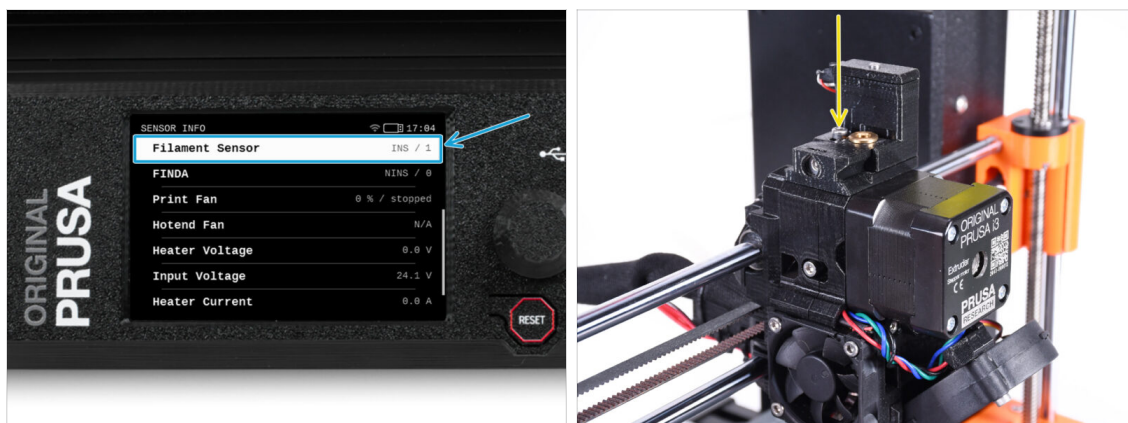 SENSOR INFO 17:04
Filament Sensor INS / 1
FINDA NINS / 0
Print Fan 0 % / stopped
Hotend Fan N/A
Heater Voltage 0.0 V
Input Voltage 24.1 V
Heater Current 0.0 A
ORIGINAL
PRUSA
RESET
ORIGINAL
PRUSA i3
Extruder
CE
PRUSA
RESEARCH